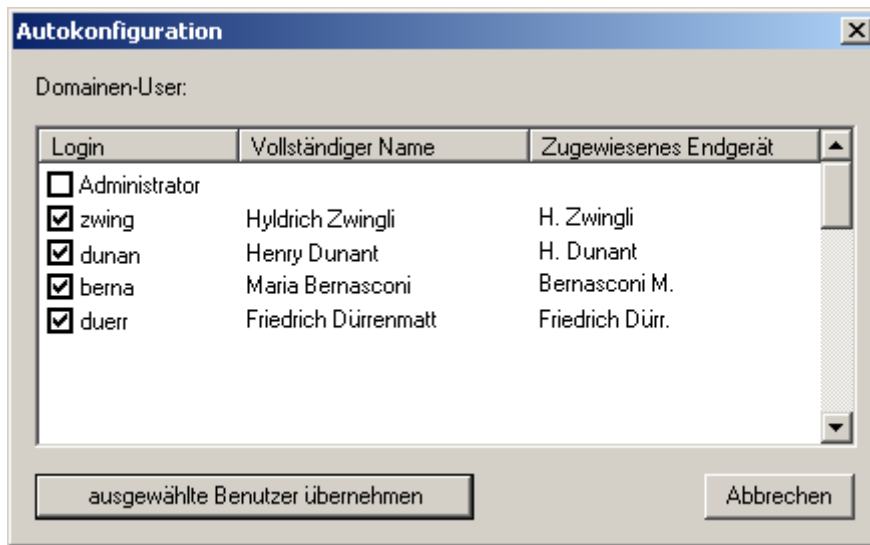 Autokonfiguration
Domainen-User:
Login Vollständiger Name Zugewiesenes Endgerät
Administrator
zwing Hyldrich Zwingli H. Zwingli
dunan Henry Dunant H. Dunant
berna Maria Bernasconi Bernasconi M.
duerr Friedrich Dürrenmatt Friedrich Dürr.
ausgewählte Benutzer übernehmen Abbrechen